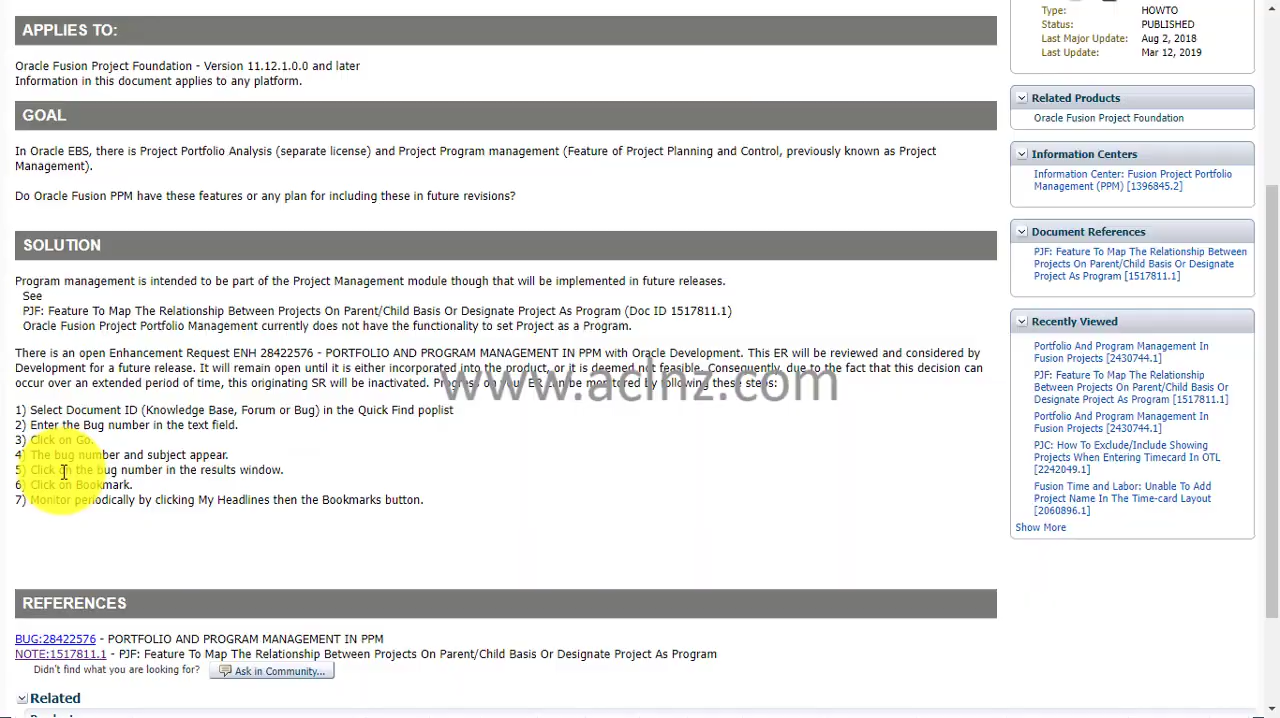 APPLIES TO:
Oracle Fusion Project Foundation - Version 11.12.1.0.0 and later
Information in this document applies to any platform.
GOAL
In Oracle EBS, there is Project Portfolio Analysis (separate license) and Project Program management (Feature of Project Planning and Control, previously known as Project
Management).
Do Oracle Fusion PPM have these features or any plan for including these in future revisions?
SOLUTION
Program management is intended to be part of the Project Management module though that will be implemented in future releases.
See
PJF: Feature To Map The Relationship Between Projects On Parent/Child Basis Or Designate Project As Program (Doc ID 1517811.1)
Oracle Fusion Project Portfolio Management currently does not have the functionality to set Project as a Program.
There is an open Enhancement Request ENH 28422576 - PORTFOLIO AND PROGRAM MANAGEMENT IN PPM with Oracle Development. This ER will be reviewed and considered by
Development for a future release. It will remain open until it is either incorporated into the product, or is deemed not feasible. Consequently, due to the fact that this decision can
occur over an extended period of time, this originating SR will be inactivated. Progress on your ER can be monitored by following these steps:
www.aclnz.com
1) Select Document ID (Knowledge Base, Forum or Bug) in the Quick Find poplist
2) Enter the Bug number in the text field.
3) Click on Go.
4) The bug number and subject appear.
5) Click on the bug number in the results window.
6) Click on Bookmark.
7) Monitor periodically by clicking My Headlines then the Bookmarks button.
REFERENCES
BUG:28422576 - PORTFOLIO AND PROGRAM MANAGEMENT IN PPM
NOTE:1517811.1 - PJF: Feature To Map The Relationship Between Projects On Parent/Child Basis Or Designate Project As Program
Didn't find what you are looking for? Ask in Community...
Related
Type: HOWTO
Status: PUBLISHED
Last Major Update: Aug 2, 2018
Last Update: Mar 12, 2019
Related Products
Oracle Fusion Project Foundation
Information Centers
Information Center: Fusion Project Portfolio
Management (PPM) [1396845.2]
Document References
PJF: Feature To Map The Relationship Between
Projects On Parent/Child Basis Or Designate
Project As Program [1517811.1]
Recently Viewed
Portfolio And Program Management In
Fusion Projects [2430744.1]
PJF: Feature To Map The Relationship
Between Projects On Parent/Child Basis Or
Designate Project As Program [1517811.1]
Portfolio And Program Management In
Fusion Projects [2430744.1]
PJC: How To Exclude/Include Showing
Projects When Entering Timecard In OTL
[2242049.1]
Fusion Time and Labor: Unable To Add
Project Name In The Time-card Layout
[2060896.1]
Show More